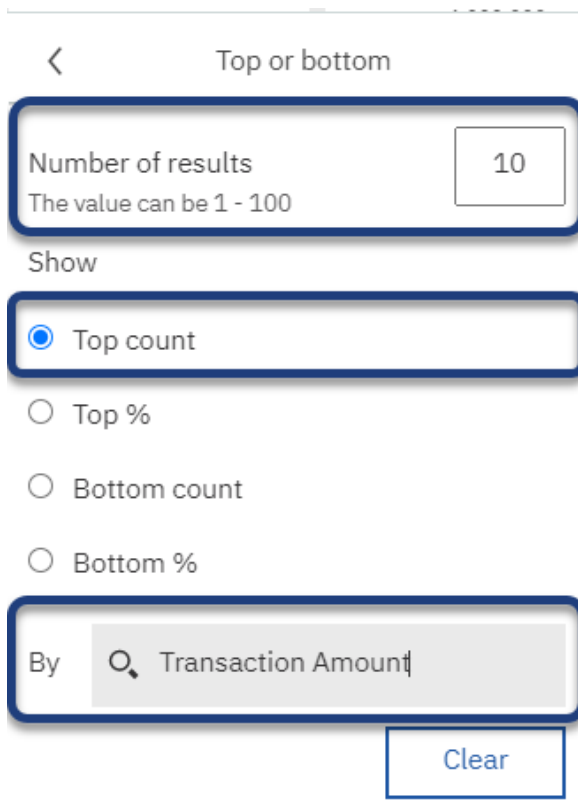 Top or bottom
Number of results
10
The value can be 1 - 100
Show
Top count
Top %
Bottom count
Bottom %
By
Transaction Amount
Clear